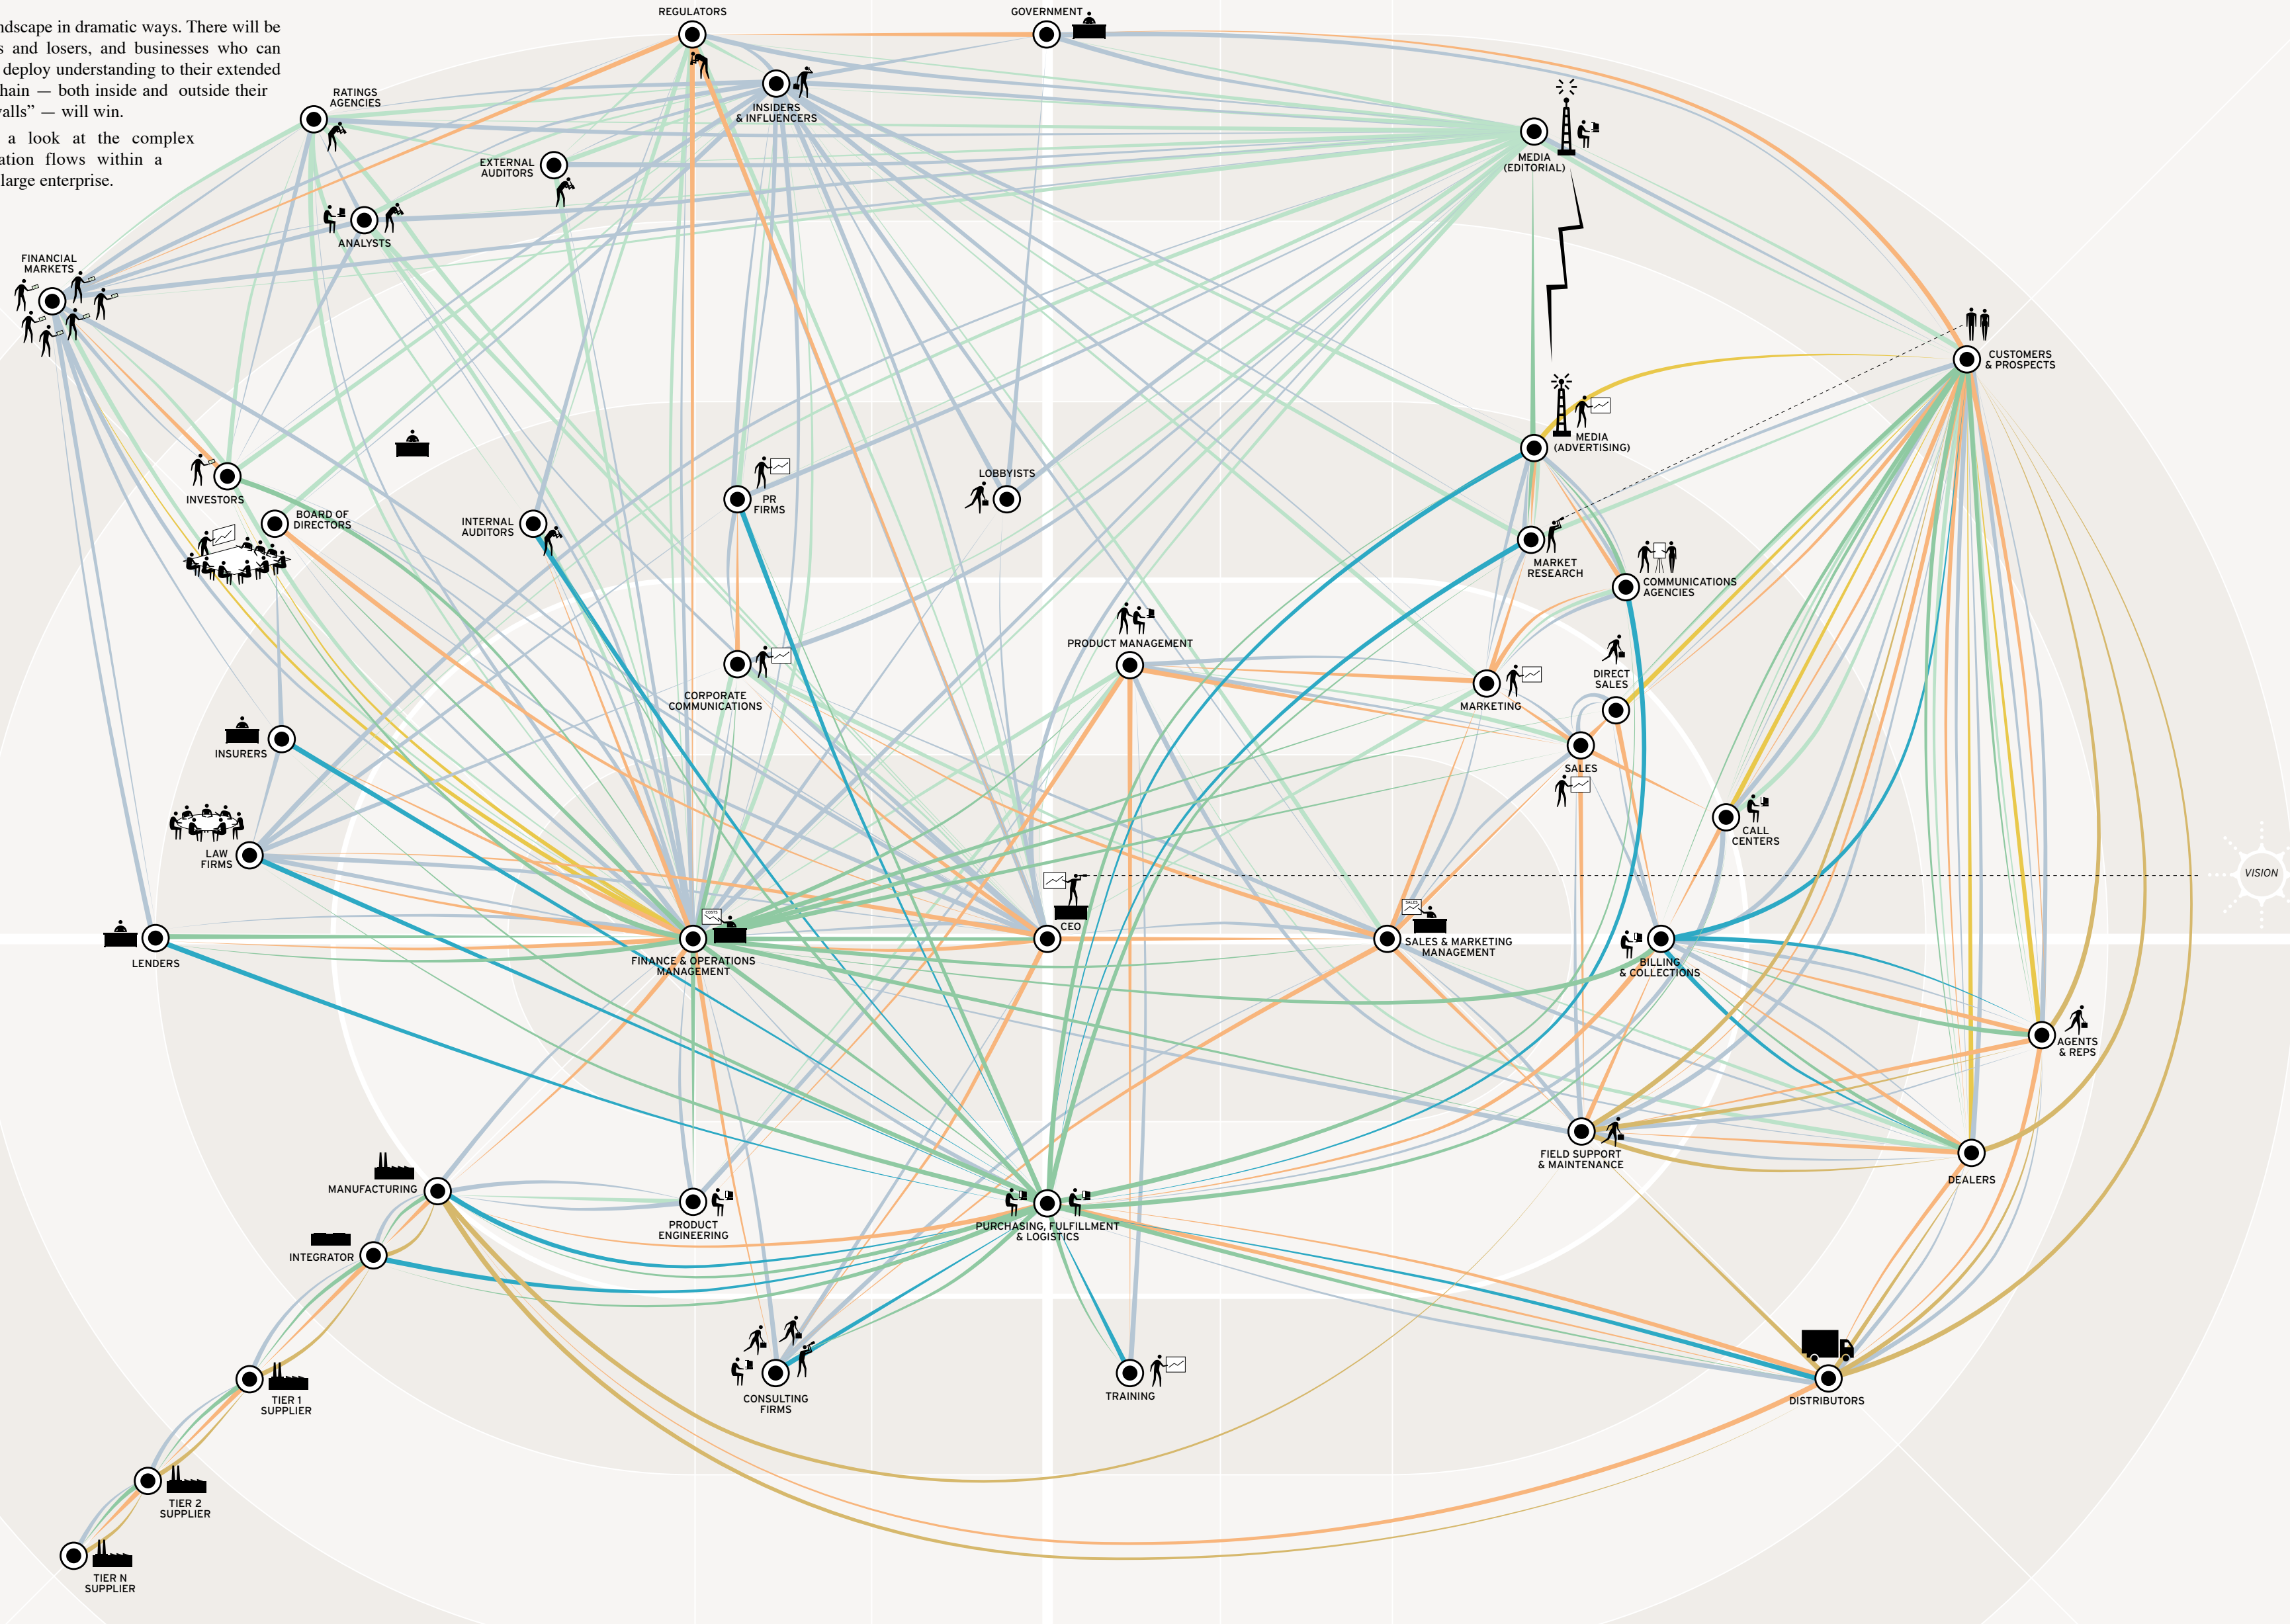 ndscape in dramatic ways. There will be
s and losers, and businesses who can
deploy understanding to their extended
hain — both inside and outside their
valls” — will win.
a look at the complex
ation flows within a
large enterprise.
REGULATORS
GOVERNMENT
RATINGS
AGENCIES
INSIDERS
& INFLUENCERS
EXTERNAL
AUDITORS
MEDIA
(EDITORIAL)
ANALYSTS
FINANCIAL
MARKETS
CUSTOMERS
& PROSPECTS
MEDIA
(ADVERTISING)
INVESTORS
BOARD OF
DIRECTORS
INTERNAL
AUDITORS
PR
FIRMS
LOBBYISTS
MARKET
RESEARCH
COMMUNICATIONS
AGENCIES
PRODUCT MANAGEMENT
DIRECT
SALES
CORPORATE
COMMUNICATIONS
MARKETING
INSURERS
SALES
LAW
FIRMS
CALL
CENTERS
VISION
COSTS
SALES
CEO
LENDERS
FINANCE & OPERATIONS
MANAGEMENT
SALES & MARKETING
MANAGEMENT
BILLING
& COLLECTIONS
AGENTS
& REPS
FIELD SUPPORT
& MAINTENANCE
DEALERS
MANUFACTURING
PRODUCT
ENGINEERING
PURCHASING, FULFILLMENT
& LOGISTICS
INTEGRATOR
TIER 1
SUPPLIER
CONSULTING
FIRMS
TRAINING
DISTRIBUTORS
TIER 2
SUPPLIER
TIER N
SUPPLIER